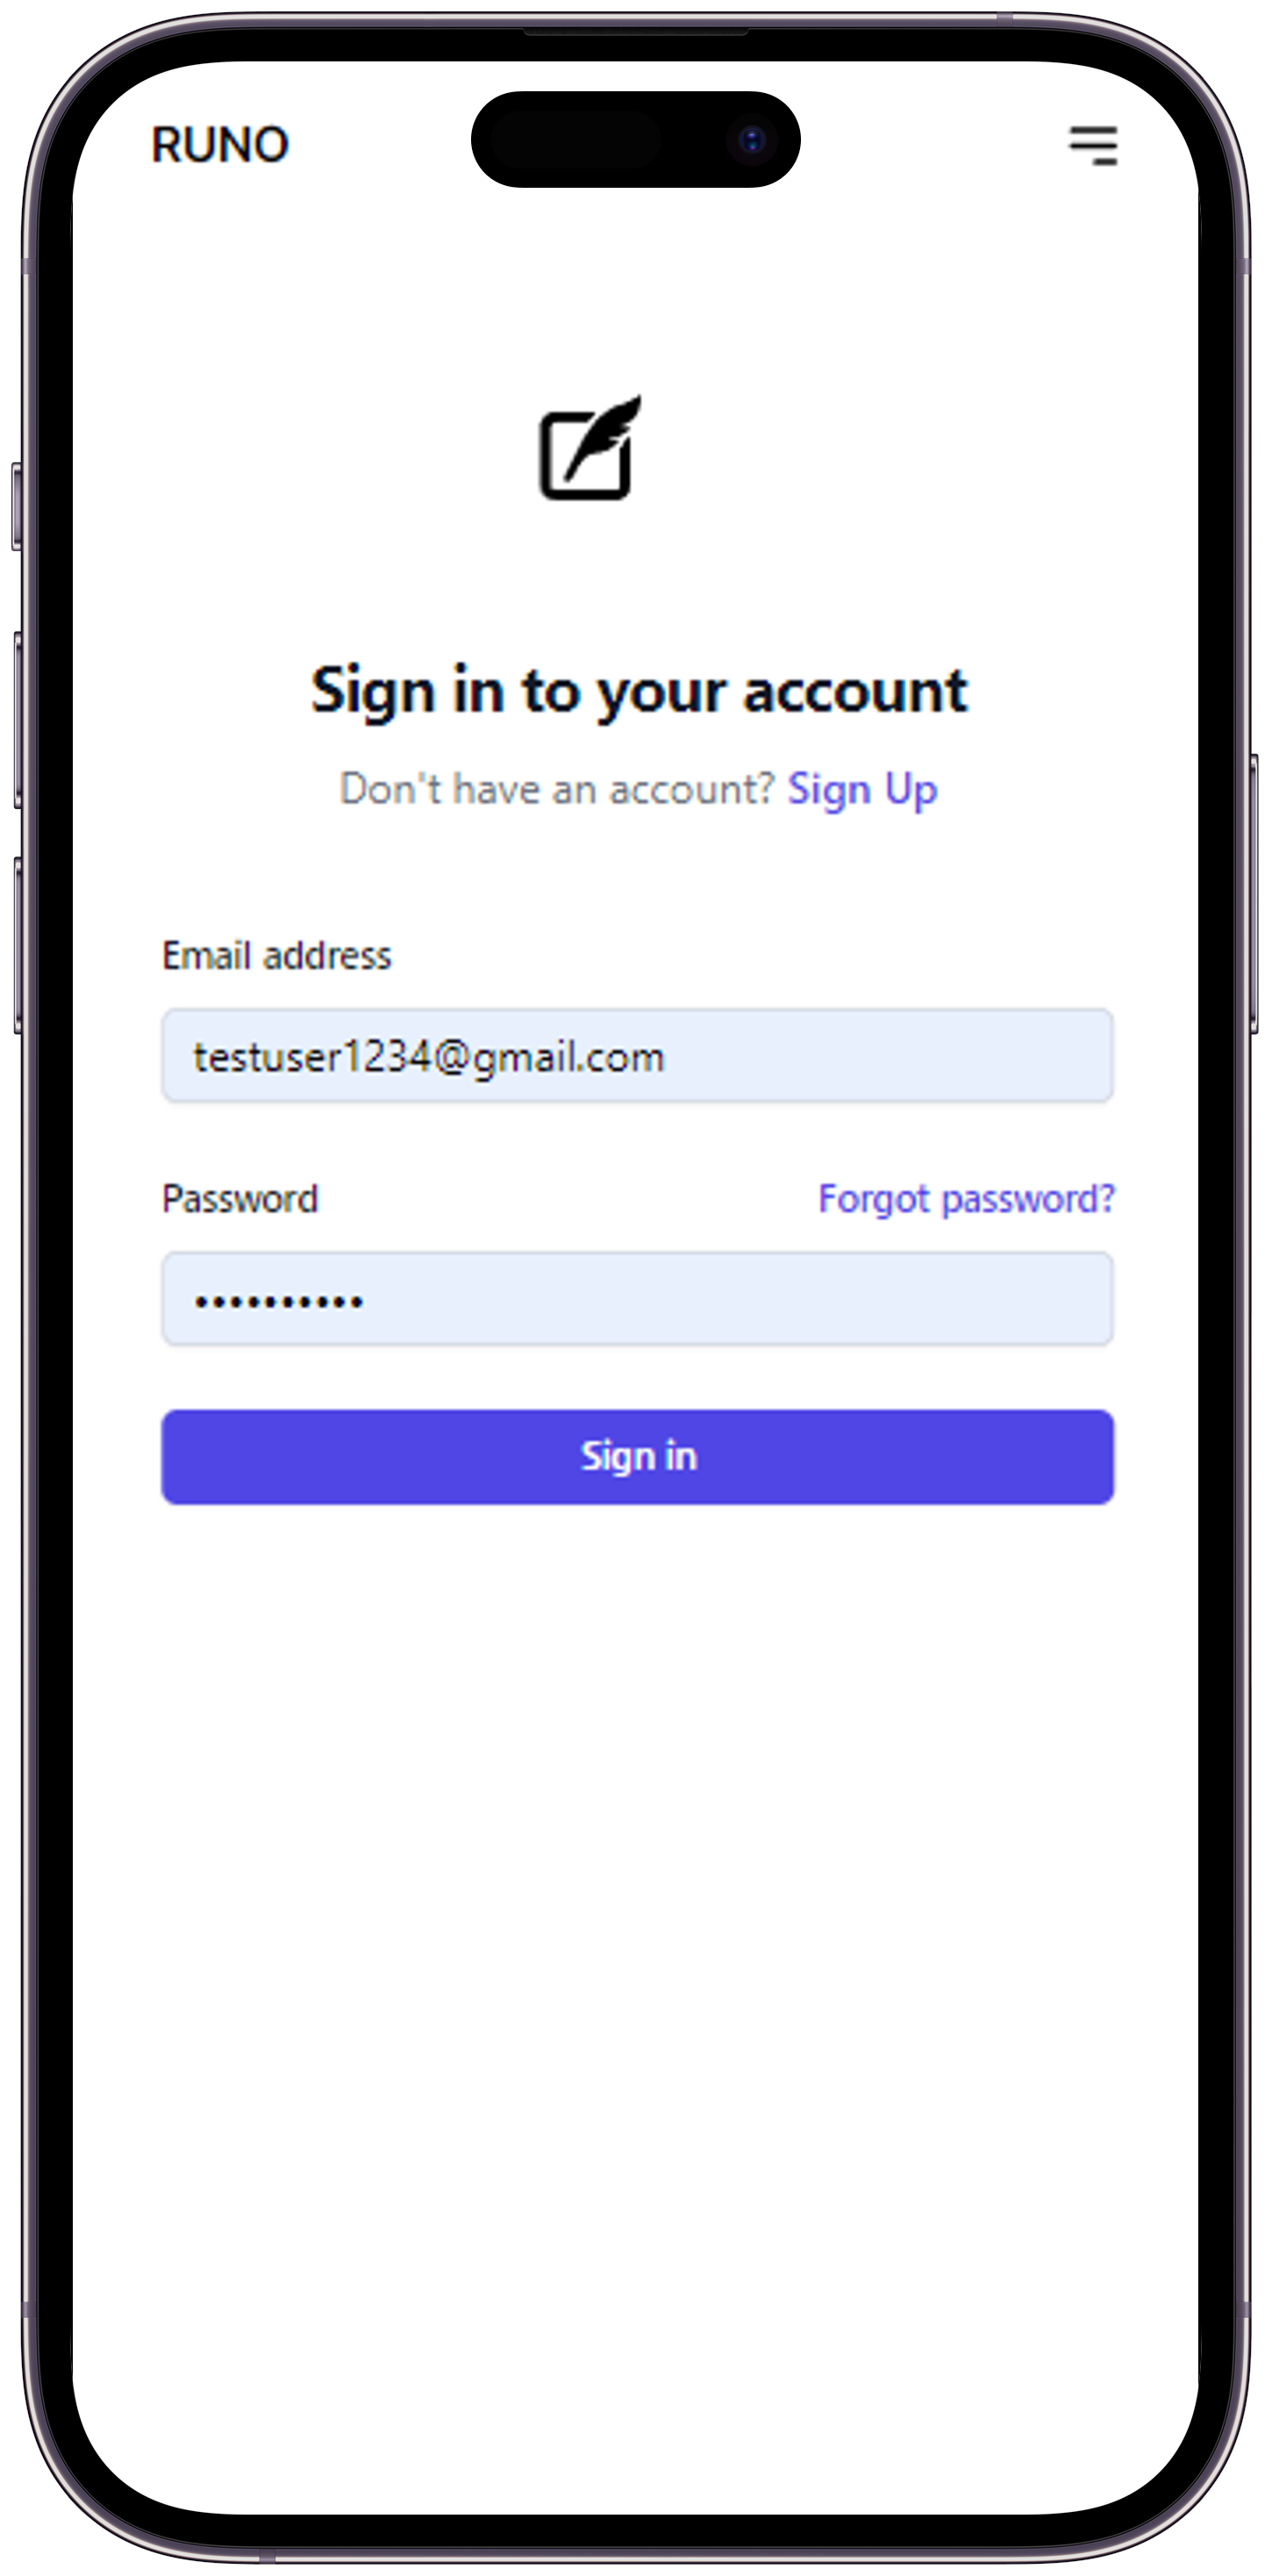 RUNO
Sign in to your account
Don't have an account? Sign Up
Email address
testuser1234@gmail.com
Password Forgot password?
••••••••••
Sign in